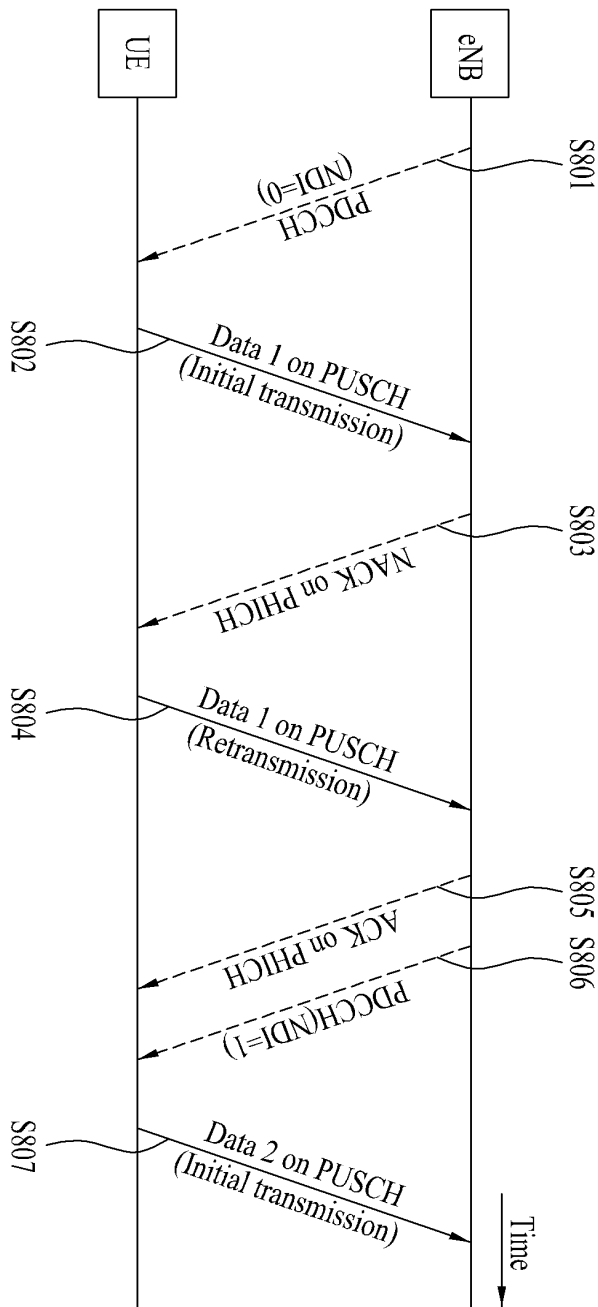 UE
eNB
S801
PDCCH
(NDI=0)
S802
Data 1 on PUSCH
(Initial transmission)
S803
NACK on PHICH
S804
Data 1 on PUSCH
(Retransmission)
S805
ACK on PHICH
S806
PDCCH(NDI=1)
S807
Data 2 on PUSCH
(Initial transmission)
Time